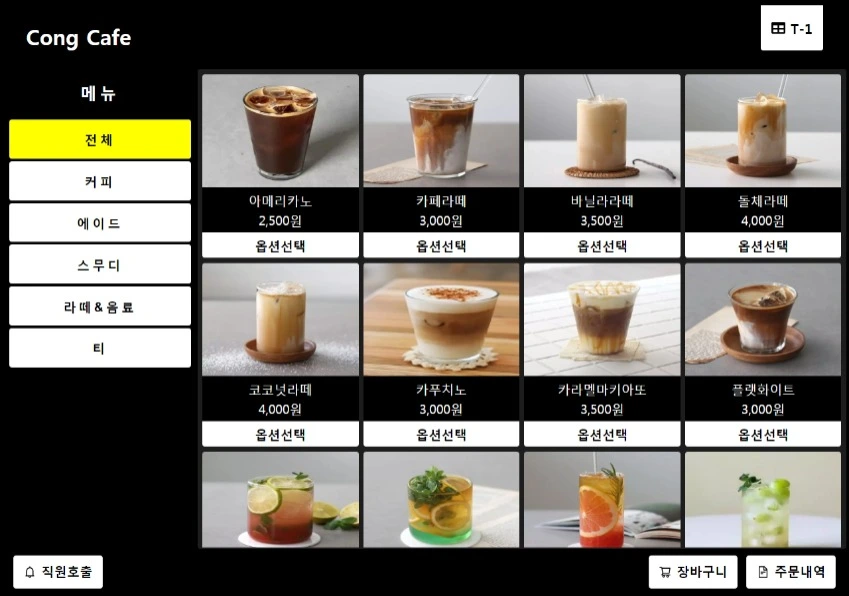 Cong Cafe
T-1
메뉴
전체
커피
에이드
스무디
라떼&음료
티
아메리카노
2,500원
옵션선택
카페라떼
3,000원
옵션선택
바닐라라떼
3,500원
옵션선택
돌체라떼
4,000원
옵션선택
코코넛라떼
4,000원
옵션선택
카푸치노
3,000원
옵션선택
카라멜마키아또
3,500원
옵션선택
플랫화이트
3,000원
옵션선택
직원호출
장바구니
주문내역